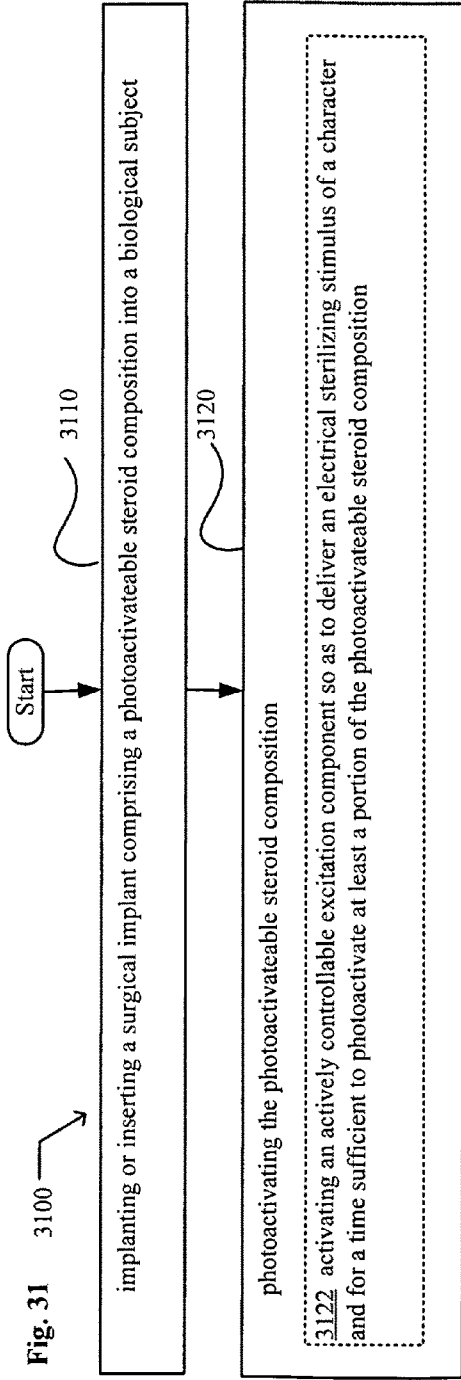 Fig. 31
3100
Start
3110
implanting or inserting a surgical implant comprising a photoactivateable steroid composition into a biological subject
3120
photoactivating the photoactivateable steroid composition
3122 activating an actively controllable excitation component so as to deliver an electrical sterilizing stimulus of a character
and for a time sufficient to photoactivate at least a portion of the photoactivateable steroid composition